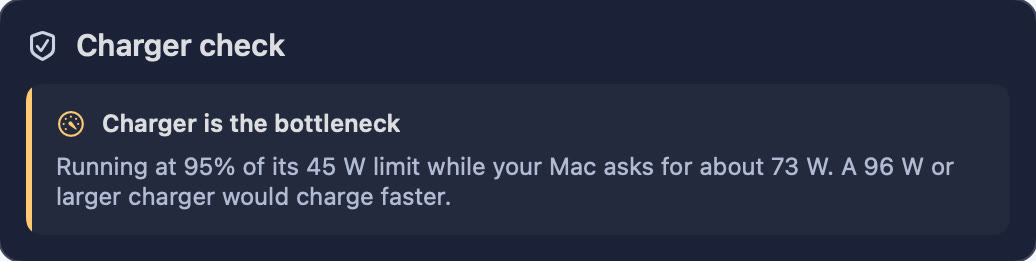 Charger check
Charger is the bottleneck
Running at 95% of its 45 W limit while your Mac asks for about 73 W. A 96 W or
larger charger would charge faster.